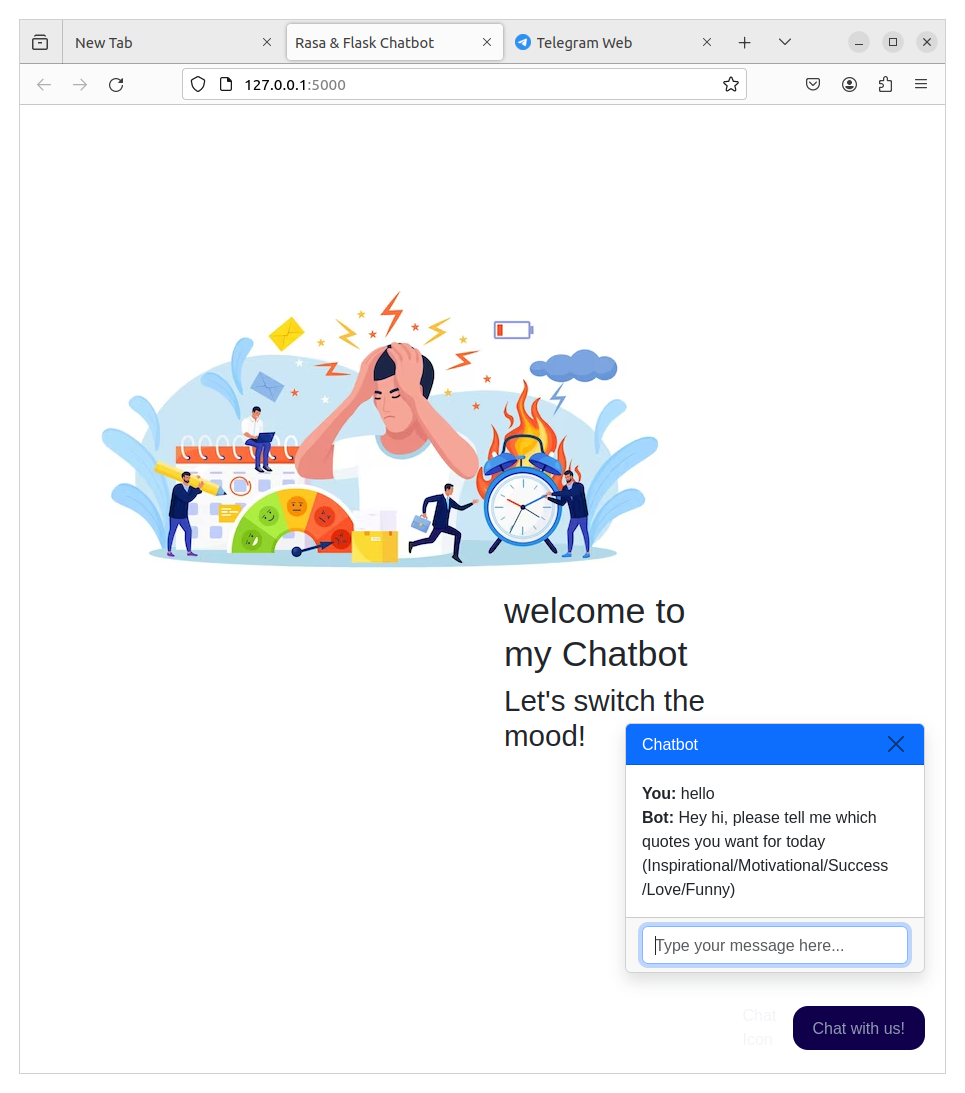 New Tab
Rasa & Flask Chatbot
Telegram Web
127.0.0.1:5000
welcome to
my Chatbot
Let's switch the
mood!
Chatbot
You: hello
Bot: Hey hi, please tell me which
quotes you want for today
(Inspirational/Motivational/Success
/Love/Funny)
Type your message here...
Chat
Icon
Chat with us!